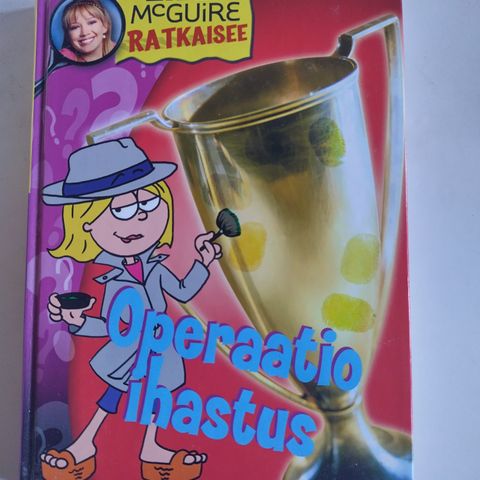 McGUiRE
RATKAISEE
Operaatio
ihastus